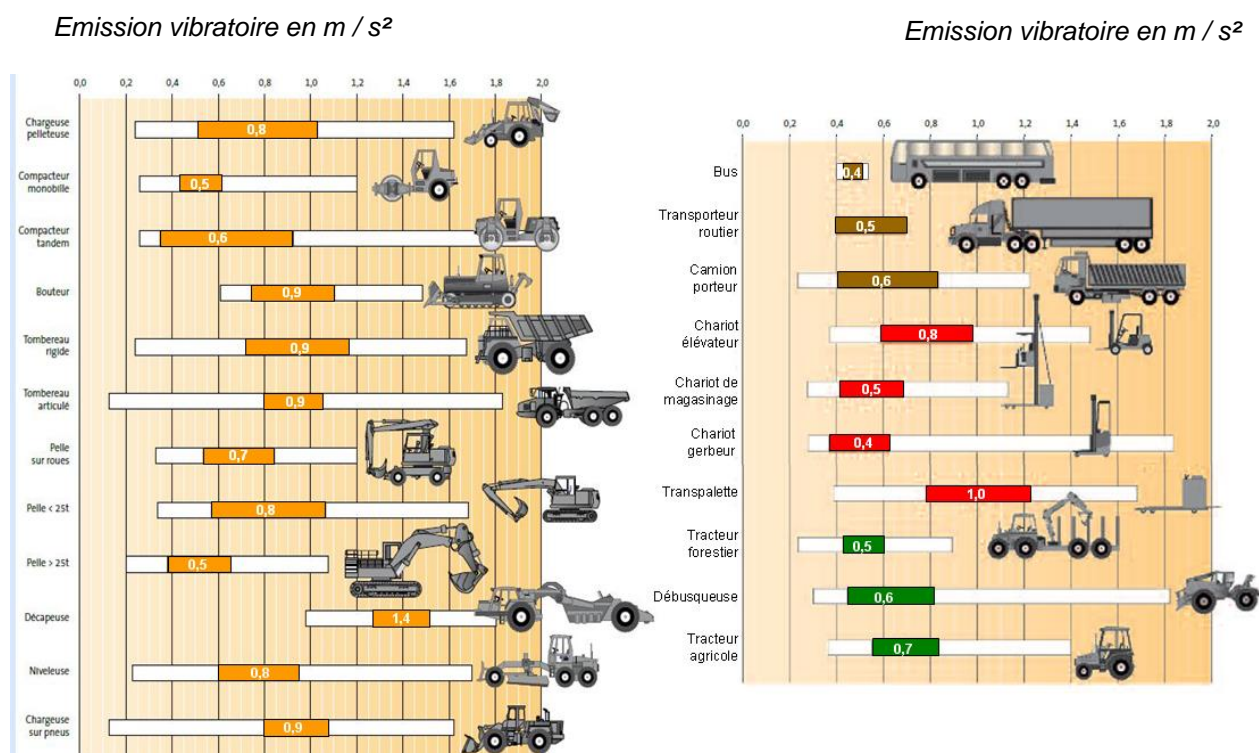 Emission vibratoire en m / s²
0,0 0,2 0,4 0,6 0,8 1,0 1,2 1,4 1,6 1,8 2,0
Chargeuse
pelleteuse
0,8
Compacteur
monobille
0,5
Compacteur
tandem
0,6
Bouteur
0,9
Tombereau
rigide
0,9
Tombereau
articulé
0,9
Pelle
sur roues
0,7
Pelle < 25t
0,8
Pelle > 25t
0,5
Décapeuse
1,4
Niveleuse
0,8
Chargeuse
sur pneus
0,9
Emission vibratoire en m / s²
0,0 0,2 0,4 0,6 0,8 1,0 1,2 1,4 1,6 1,8 2,0
Bus
0,4
Transporteur
routier
0,5
Camion
porteur
0,6
Chariot
élévateur
0,8
Chariot de
magasinage
0,5
Chariot
gerbeur
0,4
Transpalette
1,0
Tracteur
forestier
0,5
Débusqueuse
0,6
Tracteur
agricole
0,7